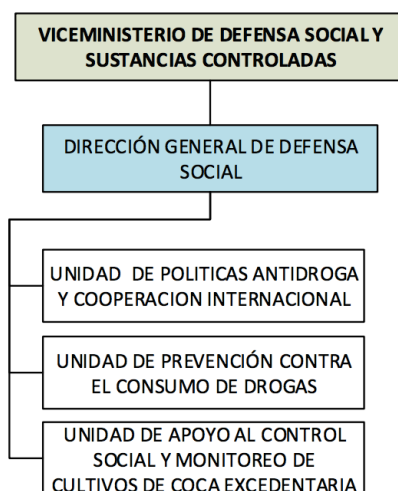 VICEMINISTERIO DE DEFENSA SOCIAL Y
SUSTANCIAS CONTROLADAS
DIRECCIÓN GENERAL DE DEFENSA
SOCIAL
UNIDAD DE POLITICAS ANTIDROGA
Y COOPERACION INTERNACIONAL
UNIDAD DE PREVENCIÓN CONTRA
EL CONSUMO DE DROGAS
UNIDAD DE APOYO AL CONTROL
SOCIAL Y MONITOREO DE
CULTIVOS DE COCA EXCEDENTARIA